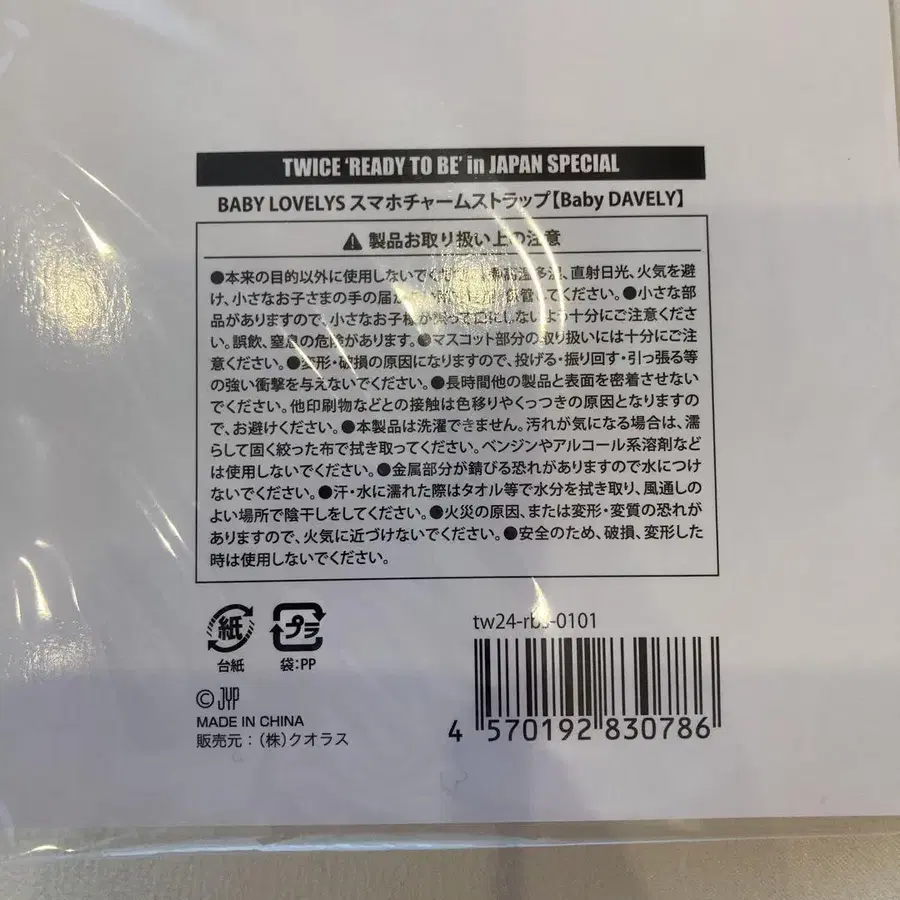 TWICE 'READY TO BE' in JAPAN SPECIAL
BABY LOVELYS スマホチャームストラップ【Baby DAVELY】
製品お取り扱い上の注意
●本来の目的以外に使用しないでください。高温多湿、直射日光、火気を避
け、小さなお子さまの手の届か 保管してください。●小さな部
品がありますので、小さなお子様が誤って口にしないよう十分にご注意くださ
い。誤飲、窒息の危険があります。●マスコット部分の取り扱いには十分にご注
意ください。●変形・破損の原因になりますので、投げる・振り回す・引っ張る等
の強い衝撃を与えないでください。●長時間他の製品と表面を密着させない
でください。他印刷物などとの接触は色移りやくっつきの原因となりますの
で、お避けください。●本製品は洗濯できません。汚れが気になる場合は、濡
らして固く絞った布で拭き取ってください。ベンジンやアルコール系溶剤など
は使用しないでください。●金属部分が錆びる恐れがありますので水につけ
ないでください。●汗・水に濡れた際はタオル等で水分を拭き取り、風通しの
よい場所で陰干しをしてください。●火災の原因、または変形・変質の恐れが
ありますので、火気に近づけないでください。●安全のため、破損、変形した
時は使用しないでください。
紙
台紙
プラ
袋:PP
tw24-rbs-0101
4 570192 830786
© JYP
MADE IN CHINA
販売元:(株)クオラス